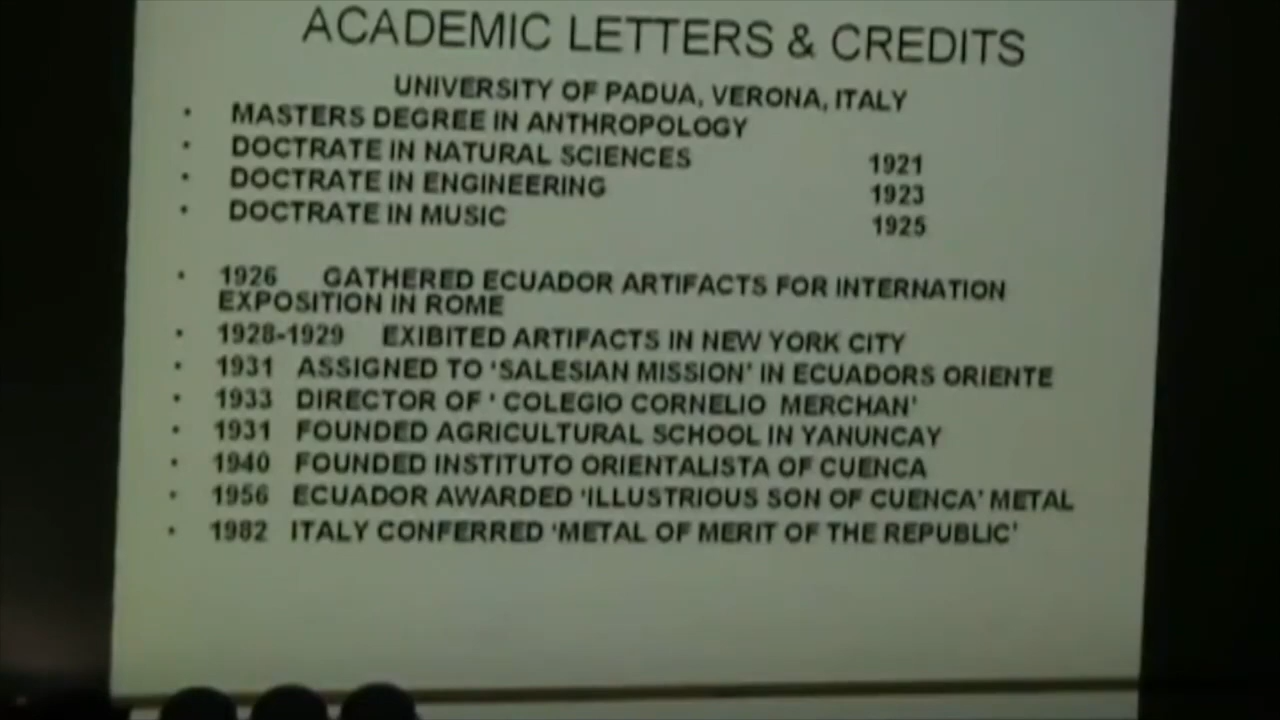 ACADEMIC LETTERS & CREDITS
UNIVERSITY OF PADUA, VERONA, ITALY
• MASTERS DEGREE IN ANTHROPOLOGY
• DOCTRATE IN NATURAL SCIENCES 1921
• DOCTRATE IN ENGINEERING 1923
• DOCTRATE IN MUSIC 1925
• 1926 GATHERED ECUADOR ARTIFACTS FOR INTERNATION
EXPOSITION IN ROME
• 1928-1929 EXIBITED ARTIFACTS IN NEW YORK CITY
• 1931 ASSIGNED TO ‘SALESIAN MISSION’ IN ECUADORS ORIENTE
• 1933 DIRECTOR OF ‘ COLEGIO CORNELIO MERCHAN’
• 1931 FOUNDED AGRICULTURAL SCHOOL IN YANUNCAY
• 1940 FOUNDED INSTITUTO ORIENTALISTA OF CUENCA
• 1956 ECUADOR AWARDED ‘ILLUSTRIOUS SON OF CUENCA’ METAL
• 1982 ITALY CONFERRED ‘METAL OF MERIT OF THE REPUBLIC’